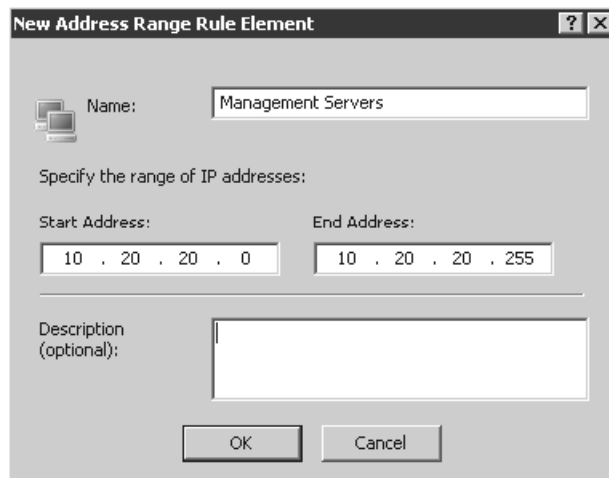 New Address Range Rule Element
Name: Management Servers
Specify the range of IP addresses:
Start Address: End Address:
10 . 20 . 20 . 0 10 . 20 . 20 . 255
Description
(optional):
OK Cancel